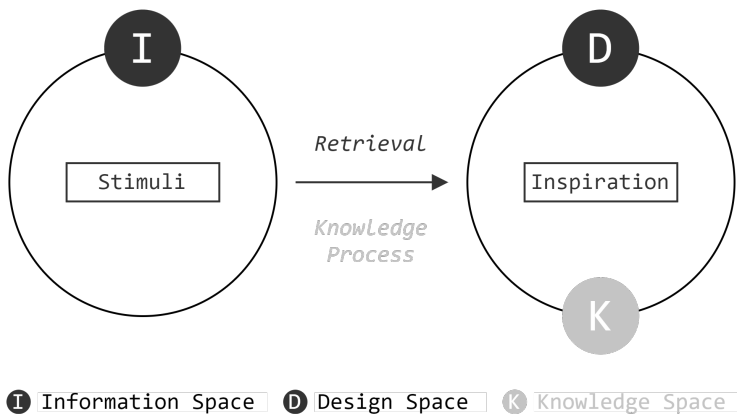 I
D
Retrieval
Stimuli
Inspiration
Knowledge
Process
K
I Information Space D Design Space K Knowledge Space